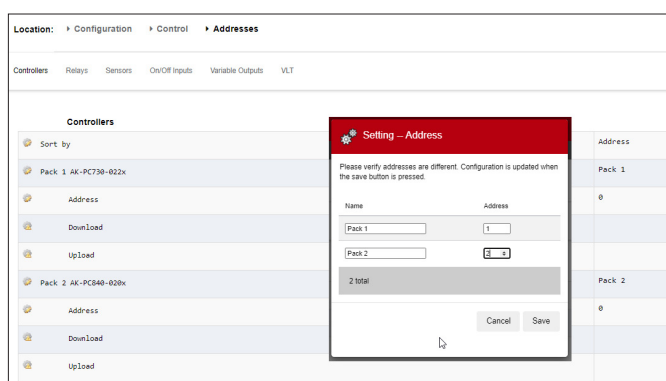 Location: Configuration Control Addresses
Controllers Relays Sensors On/Off Inputs Variable Outputs VLT
Controllers
Sort by Address
Pack 1 AK-PC730-022x Pack 1
Address 0
Download
Upload
Pack 2 AK-PC840-020x Pack 2
Address 0
Download
Upload
Setting – Address
Please verify addresses are different. Configuration is updated when
the save button is pressed.
Name Address
Pack 1 1
Pack 2 2
2 total
Cancel Save